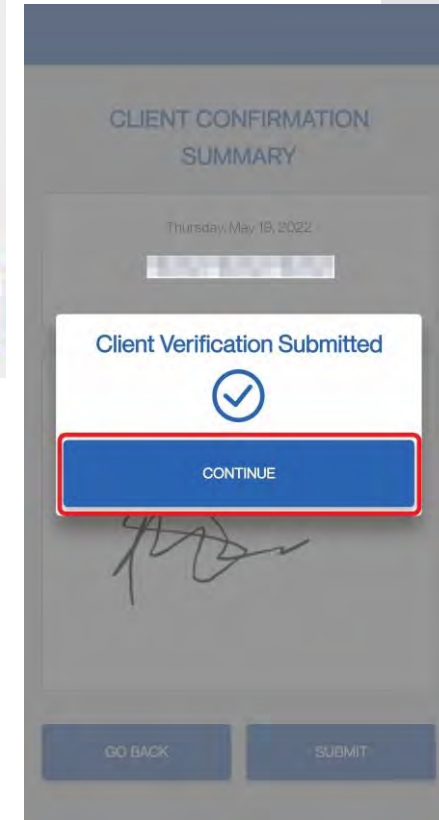 CLIENT CONFIRMATION
SUMMARY
Thursday, May 19, 2022
Client Verification Submitted
CONTINUE
GO BACK
SUBMIT